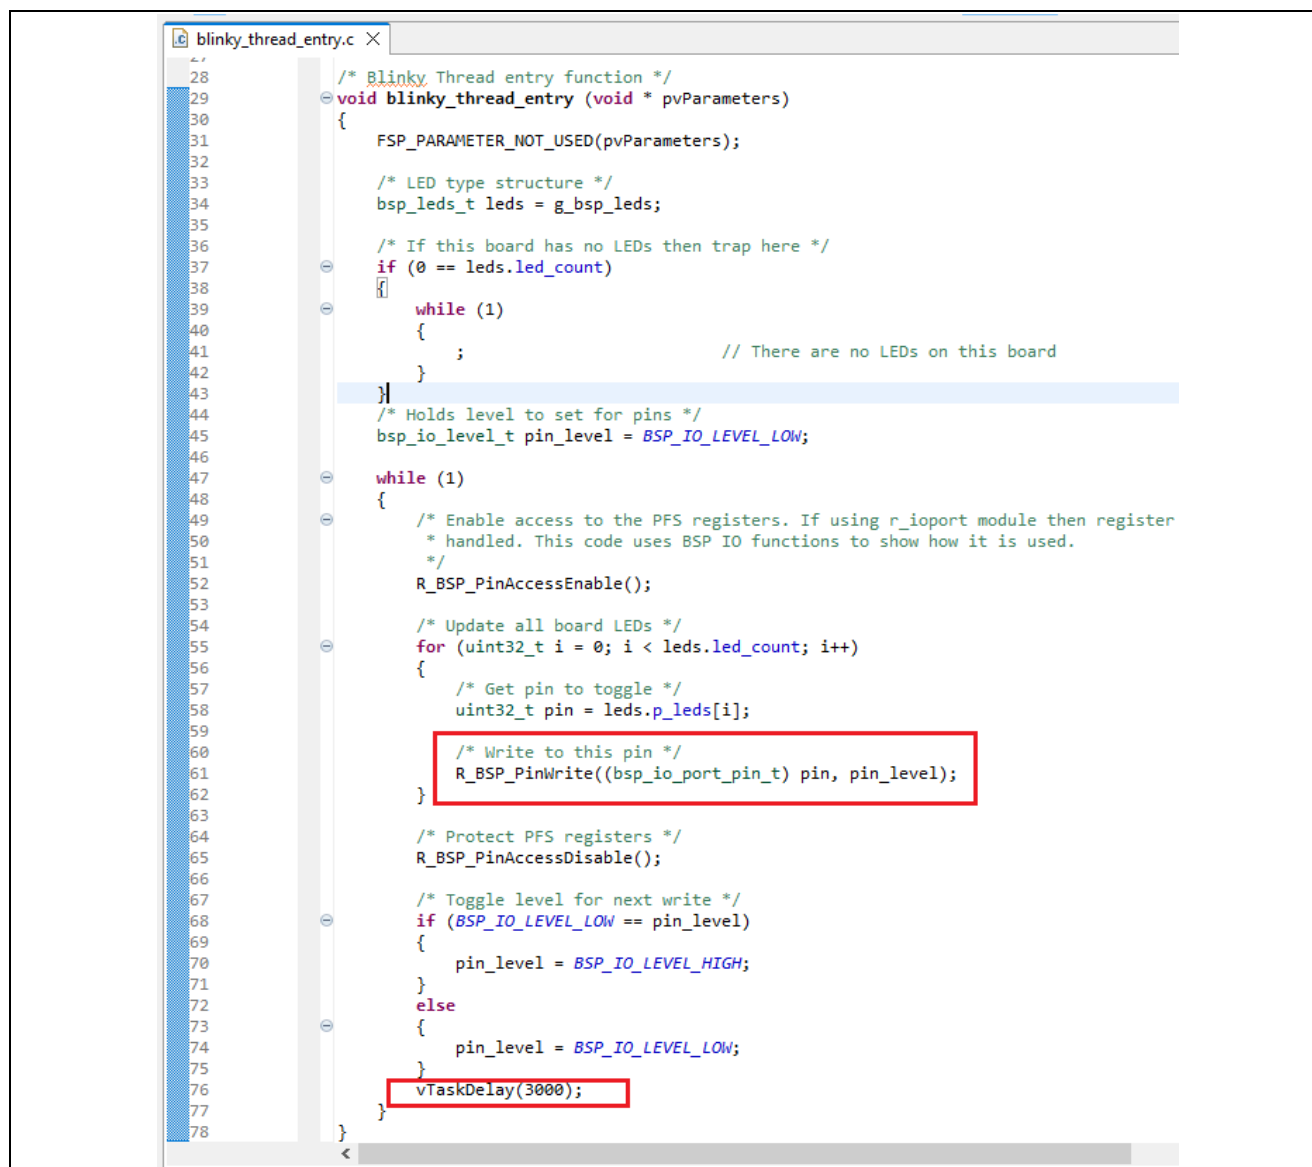 blinky_thread_entry.c
27
28 /* Blinky Thread entry function */
29 void blinky_thread_entry (void * pvParameters)
30 {
31 FSP_PARAMETER_NOT_USED(pvParameters);
32
33 /* LED type structure */
34 bsp_leds_t leds = g_bsp_leds;
35
36 /* If this board has no LEDs then trap here */
37 if (0 == leds.led_count)
38 {
39 while (1)
40 {
41 ; // There are no LEDs on this board
42 }
43 }
44 /* Holds level to set for pins */
45 bsp_io_level_t pin_level = BSP_IO_LEVEL_LOW;
46
47 while (1)
48 {
49 /* Enable access to the PFS registers. If using r_ioport module then register
50 * handled. This code uses BSP IO functions to show how it is used.
51 */
52 R_BSP_PinAccessEnable();
53
54 /* Update all board LEDs */
55 for (uint32_t i = 0; i < leds.led_count; i++)
56 {
57 /* Get pin to toggle */
58 uint32_t pin = leds.p_leds[i];
59
60 /* Write to this pin */
61 R_BSP_PinWrite((bsp_io_port_pin_t) pin, pin_level);
62 }
63
64 /* Protect PFS registers */
65 R_BSP_PinAccessDisable();
66
67 /* Toggle level for next write */
68 if (BSP_IO_LEVEL_LOW == pin_level)
69 {
70 pin_level = BSP_IO_LEVEL_HIGH;
71 }
72 else
73 {
74 pin_level = BSP_IO_LEVEL_LOW;
75 }
76 vTaskDelay(3000);
77 }
78 }